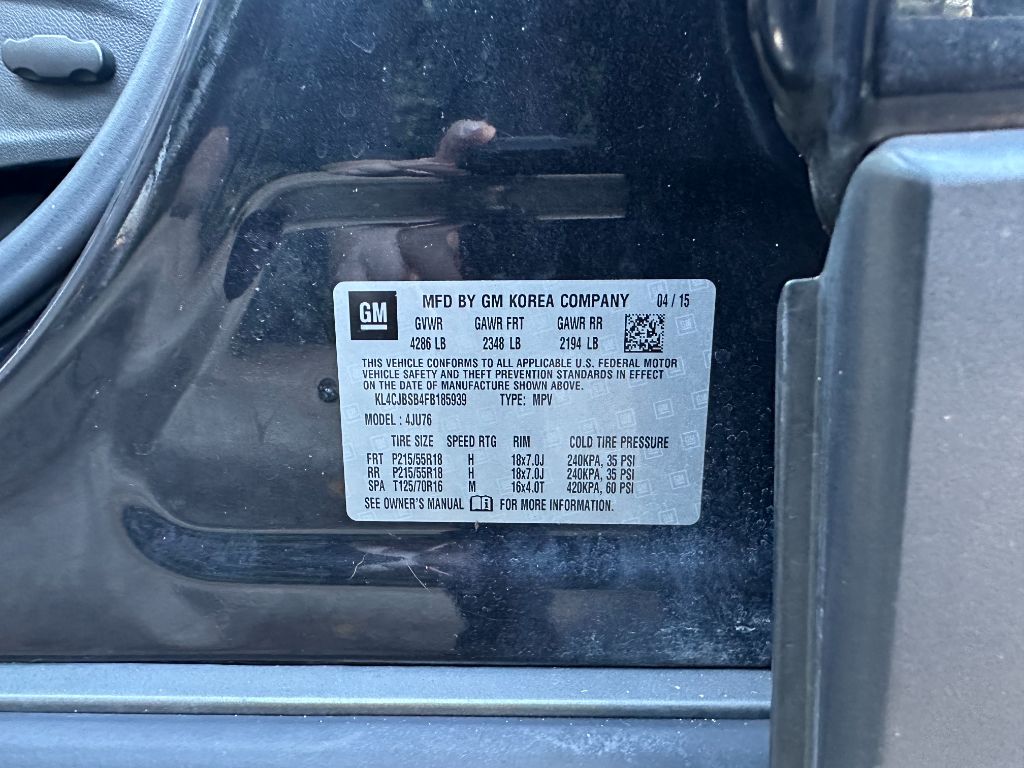 GM
MFD BY GM KOREA COMPANY 04 / 15
GVWR GAWR FRT GAWR RR
4286 LB 2348 LB 2194 LB
THIS VEHICLE CONFORMS TO ALL APPLICABLE U.S. FEDERAL MOTOR
VEHICLE SAFETY AND THEFT PREVENTION STANDARDS IN EFFECT
ON THE DATE OF MANUFACTURE SHOWN ABOVE.
KL4CJBSB4FB185939 TYPE: MPV
MODEL : 4JU76
TIRE SIZE SPEED RTG RIM COLD TIRE PRESSURE
FRT P215/55R18 H 18x7.0J 240KPA, 35 PSI
RR P215/55R18 H 18x7.0J 240KPA, 35 PSI
SPA T125/70R16 M 16x4.0T 420KPA, 60 PSI
SEE OWNER'S MANUAL FOR MORE INFORMATION.